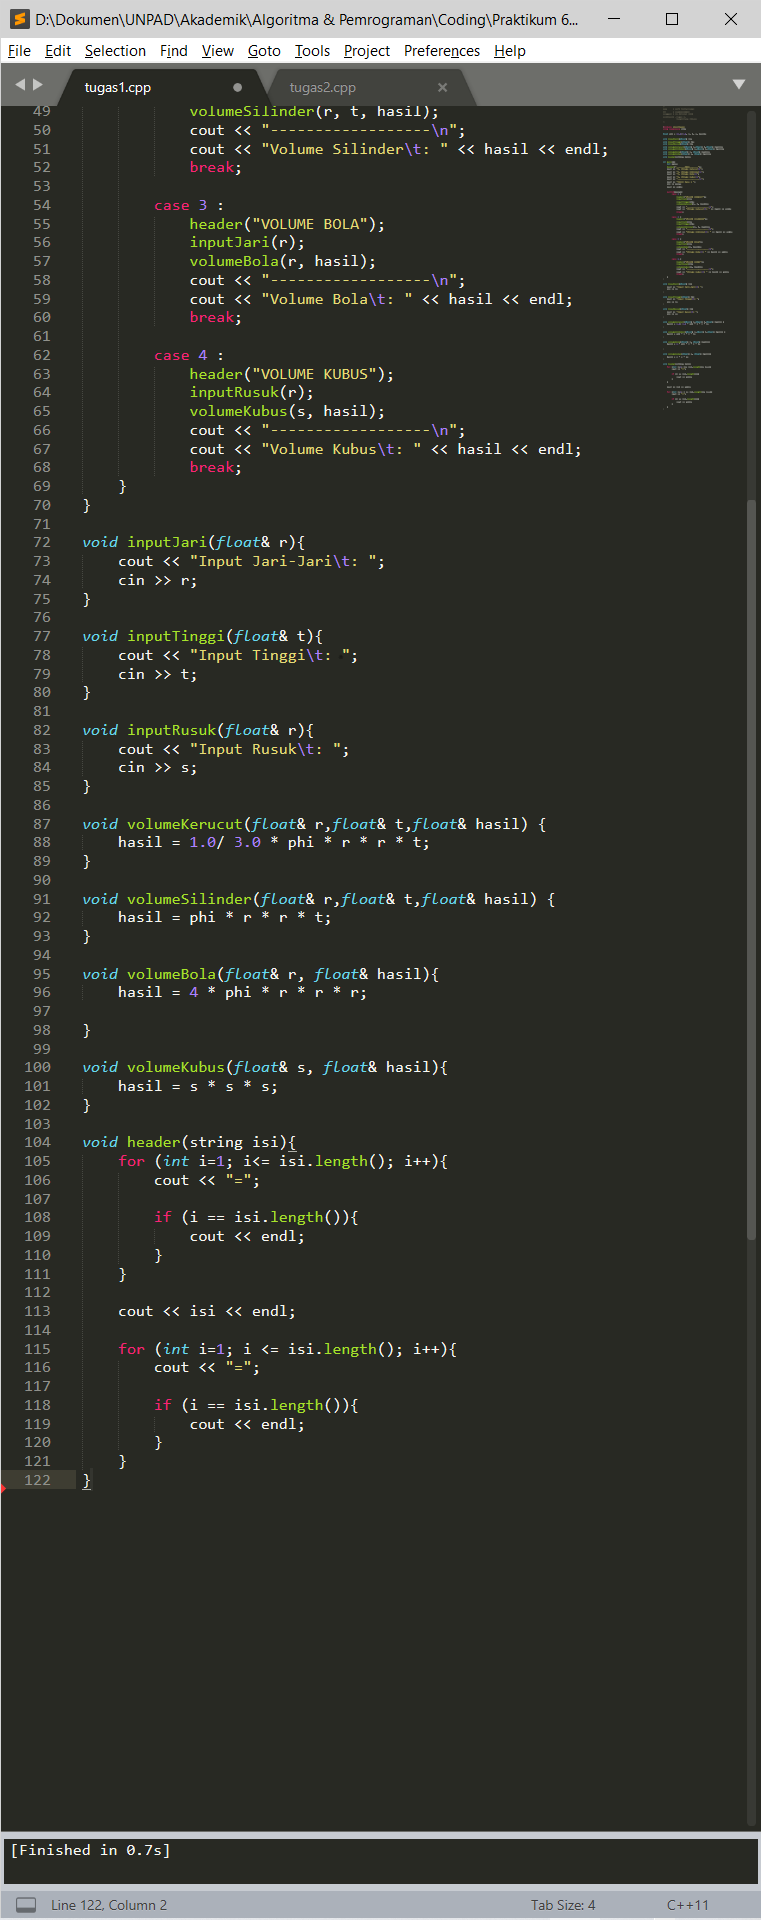 D:\Dokumen\UNPAD\Akademik\Algoritma & Pemrograman\Coding\Praktikum 6...
File Edit Selection Find View Goto Tools Project Preferences Help
tugas1.cpp tugas2.cpp
49 volumeSilinder(r, t, hasil);
50 cout << "------------------\n";
51 cout << "Volume Silinder\t: " << hasil << endl;
52 break;
53
54 case 3 :
55 header("VOLUME BOLA");
56 inputJari(r);
57 volumeBola(r, hasil);
58 cout << "------------------\n";
59 cout << "Volume Bola\t: " << hasil << endl;
60 break;
61
62 case 4 :
63 header("VOLUME KUBUS");
64 inputRusuk(r);
65 volumeKubus(s, hasil);
66 cout << "------------------\n";
67 cout << "Volume Kubus\t: " << hasil << endl;
68 break;
69 }
70 }
71
72 void inputJari(float& r){
73 cout << "Input Jari-Jari\t: ";
74 cin >> r;
75 }
76
77 void inputTinggi(float& t){
78 cout << "Input Tinggi\t: ";
79 cin >> t;
80 }
81
82 void inputRusuk(float& r){
83 cout << "Input Rusuk\t: ";
84 cin >> s;
85 }
86
87 void volumeKerucut(float& r,float& t,float& hasil) {
88 hasil = 1.0/ 3.0 * phi * r * r * t;
89 }
90
91 void volumeSilinder(float& r,float& t,float& hasil) {
92 hasil = phi * r * r * t;
93 }
94
95 void volumeBola(float& r, float& hasil){
96 hasil = 4 * phi * r * r * r;
97
98 }
99
100 void volumeKubus(float& s, float& hasil){
101 hasil = s * s * s;
102 }
103
104 void header(string isi){
105 for (int i=1; i<= isi.length(); i++){
106 cout << "=";
107
108 if (i == isi.length()){
109 cout << endl;
110 }
111 }
112
113 cout << isi << endl;
114
115 for (int i=1; i <= isi.length(); i++){
116 cout << "=";
117
118 if (i == isi.length()){
119 cout << endl;
120 }
121 }
122 }
[Finished in 0.7s]
Line 122, Column 2 Tab Size: 4 C++11